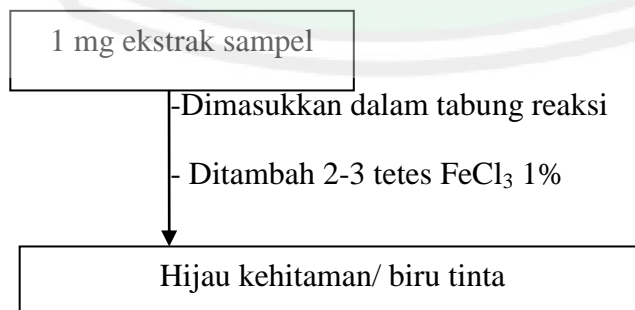 1 mg ekstrak sampel
-Dimasukkan dalam tabung reaksi
- Ditambah 2-3 tetes FeCl₃ 1%
Hijau kehitaman/ biru tinta